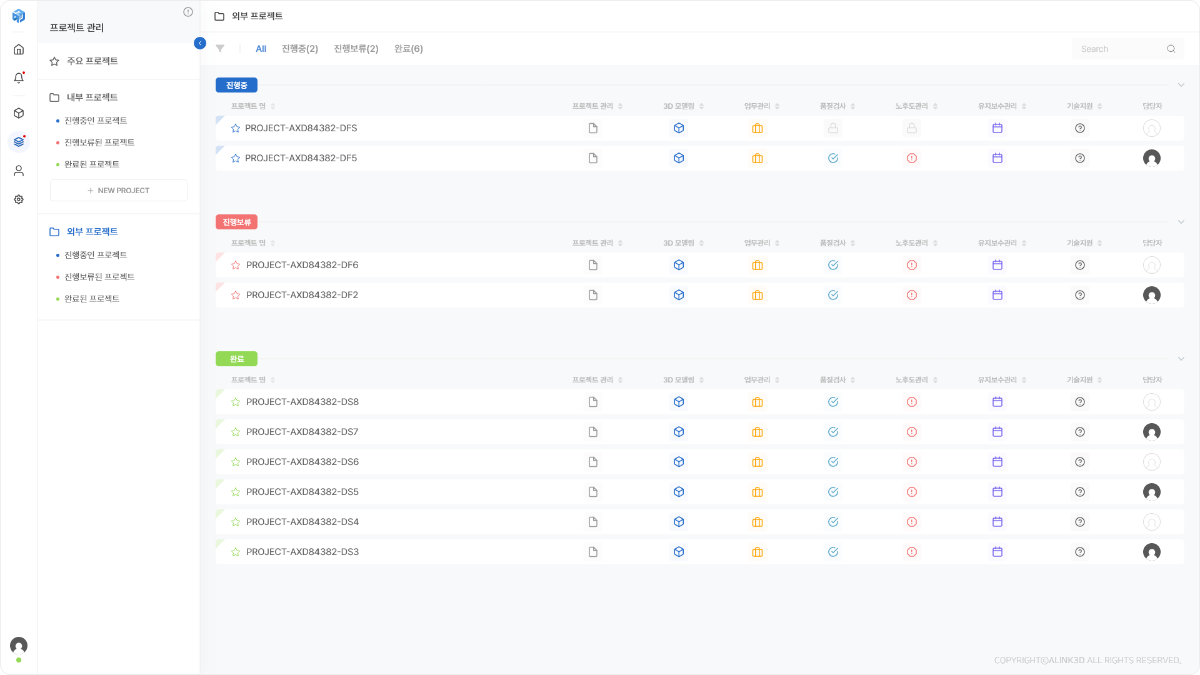 프로젝트 관리
주요 프로젝트
내부 프로젝트
진행중인 프로젝트
진행보류된 프로젝트
완료된 프로젝트
+ NEW PROJECT
외부 프로젝트
진행중인 프로젝트
진행보류된 프로젝트
완료된 프로젝트
외부 프로젝트
All 진행중(2) 진행보류(2) 완료(6) Search
진행중
프로젝트 명 프로젝트 관리 3D 모델링 업무관리 품질검사 노후도관리 유지보수관리 기술지원 담당자
PROJECT-AXD84382-DFS
PROJECT-AXD84382-DF5
진행보류
프로젝트 명 프로젝트 관리 3D 모델링 업무관리 품질검사 노후도관리 유지보수관리 기술지원 담당자
PROJECT-AXD84382-DF6
PROJECT-AXD84382-DF2
완료
프로젝트 명 프로젝트 관리 3D 모델링 업무관리 품질검사 노후도관리 유지보수관리 기술지원 담당자
PROJECT-AXD84382-DS8
PROJECT-AXD84382-DS7
PROJECT-AXD84382-DS6
PROJECT-AXD84382-DS5
PROJECT-AXD84382-DS4
PROJECT-AXD84382-DS3
COPYRIGHT@ALINK3D ALL RIGHTS RESERVED.